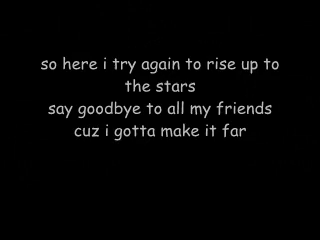 so here i try again to rise up to
the stars
say goodbye to all my friends
cuz i gotta make it far